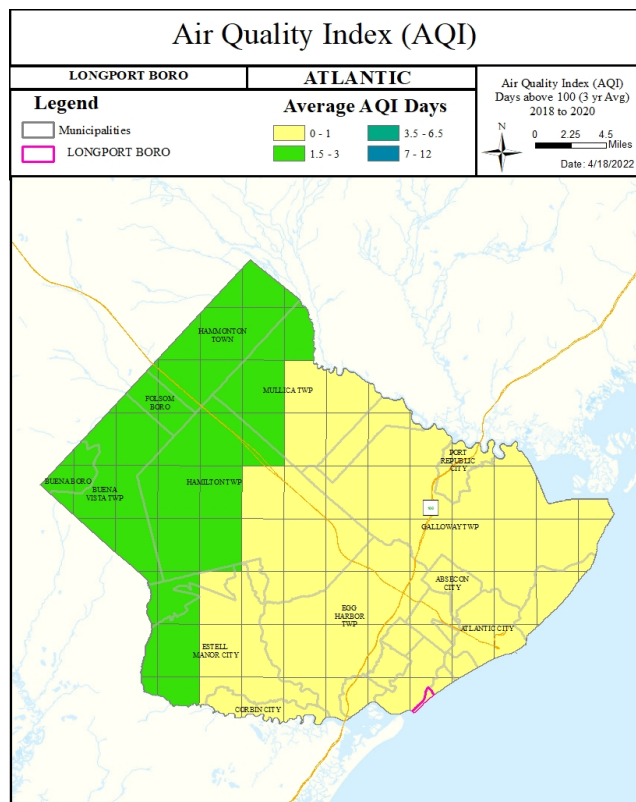 Air Quality Index (AQI)
LONGPORT BORO
ATLANTIC
Legend
Municipalities
LONGPORT BORO
Average AQI Days
0 - 1
1.5 - 3
3.5 - 6.5
7 - 12
Air Quality Index (AQI)
Days above 100 (3 yr Avg)
2018 to 2020
N
0 2.25 4.5
Miles
Date: 4/18/2022
HAMMONTON
TOWN
MULLICA TWP
FOLSOM
BORO
PORT
REPUBLIC
CITY
BUENA BORO
BUENA
VISTA TWP
HAMILTON TWP
GALLOWAY TWP
ABSECON
CITY
EGG
HARBOR
TWP
ATLANTIC CITY
ESTELL
MANOR CITY
CORBIN CITY